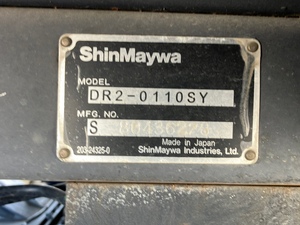 ShinMaywa
MODEL
DR2-0110SY
MFG. NO.
S
Made in Japan
203-24325-0
ShinMaywa Industries, Ltd.